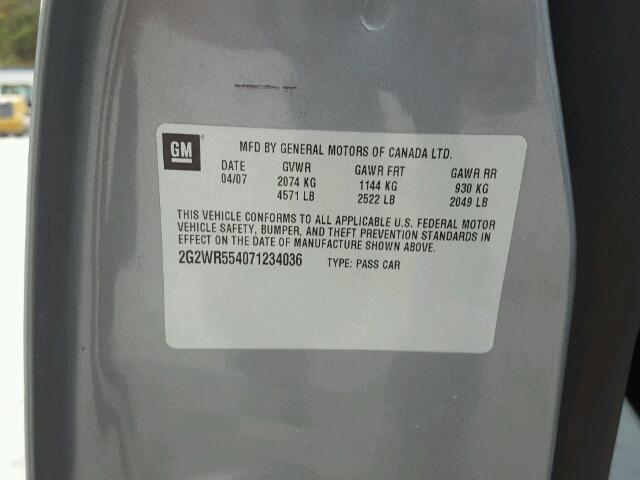 GM MFD BY GENERAL MOTORS OF CANADA LTD.
DATE GVWR GAWR FRT GAWR RR
04/07 2074 KG 1144 KG 930 KG
4571 LB 2522 LB 2049 LB
THIS VEHICLE CONFORMS TO ALL APPLICABLE U.S. FEDERAL MOTOR
VEHICLE SAFETY, BUMPER, AND THEFT PREVENTION STANDARDS IN
EFFECT ON THE DATE OF MANUFACTURE SHOWN ABOVE.
2G2WR554071234036 TYPE: PASS CAR